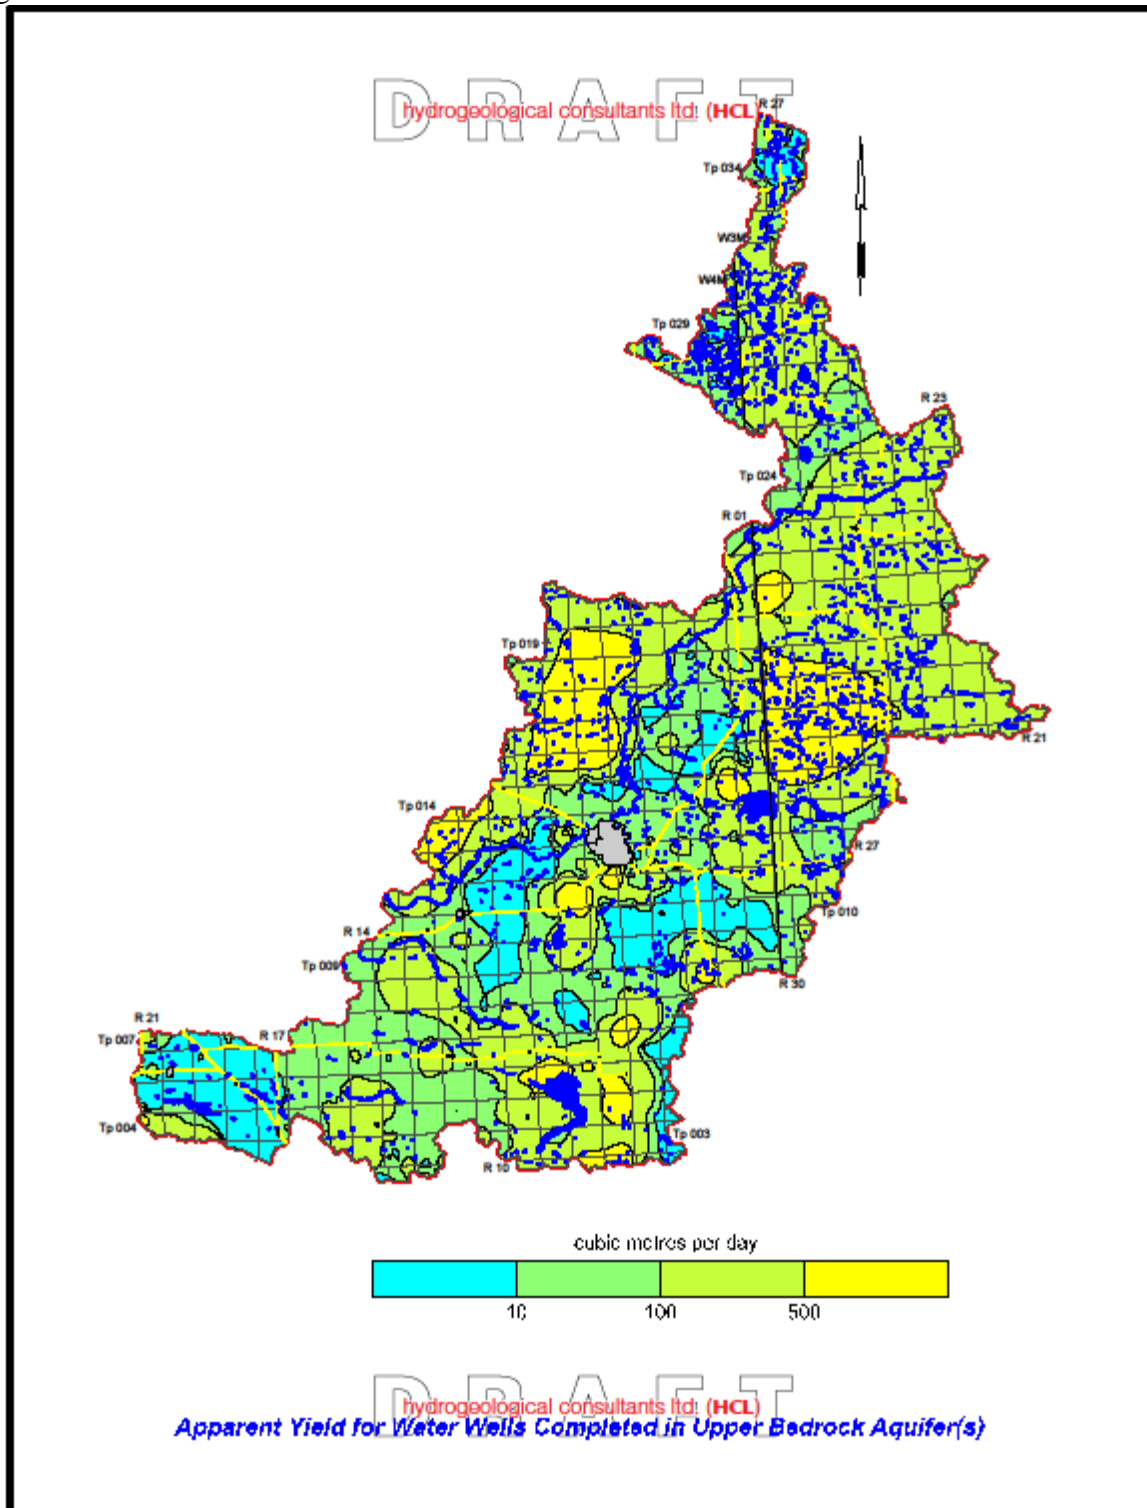 DRAFT
hydrogeological consultants ltd. (HCL)
R 27
Tp 034
W3M
W4M
Tp 029
R 23
Tp 024
R 01
Tp 019
R 21
Tp 014
R 27
Tp 010
R 14
Tp 009
R 30
R 21
Tp 007
R 17
Tp 004
Tp 003
R 10
cubic metres per day
10 100 500
DRAFT
hydrogeological consultants ltd. (HCL)
Apparent Yield for Water Wells Completed in Upper Bedrock Aquifer(s)